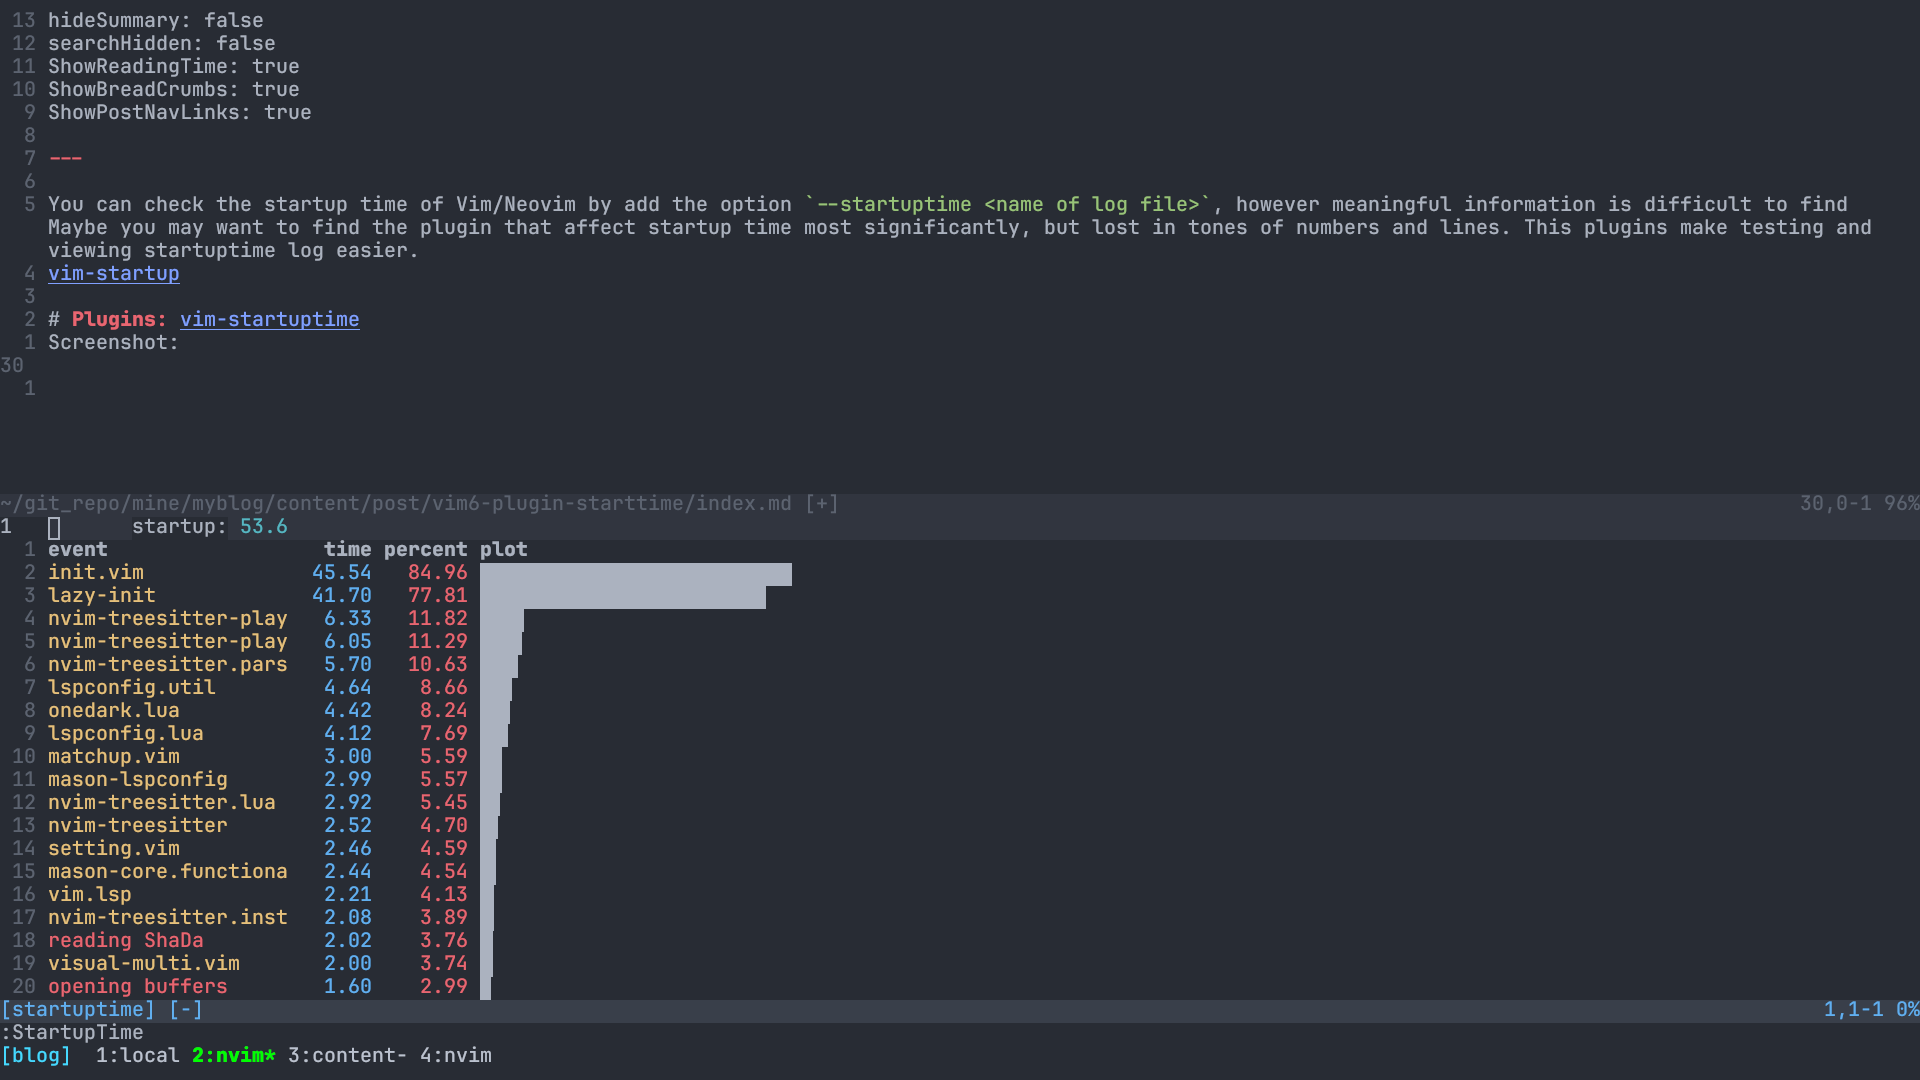 13 hideSummary: false
12 searchHidden: false
11 ShowReadingTime: true
10 ShowBreadCrumbs: true
9 ShowPostNavLinks: true
8
7 ---
6
5 You can check the startup time of Vim/Neovim by add the option `--startuptime <name of log file>`, however meaningful information is difficult to find
Maybe you may want to find the plugin that affect startup time most significantly, but lost in tones of numbers and lines. This plugins make testing and
viewing startuptime log easier.
4 vim-startup
3
2 # Plugins: vim-startuptime
1 Screenshot:
30
1
~/git_repo/mine/myblog/content/post/vim6-plugin-starttime/index.md [+] 30,0-1 96%
1 startup: 53.6
1 event time percent plot
2 init.vim 45.54 84.96
3 lazy-init 41.70 77.81
4 nvim-treesitter-play 6.33 11.82
5 nvim-treesitter-play 6.05 11.29
6 nvim-treesitter.pars 5.70 10.63
7 lspconfig.util 4.64 8.66
8 onedark.lua 4.42 8.24
9 lspconfig.lua 4.12 7.69
10 matchup.vim 3.00 5.59
11 mason-lspconfig 2.99 5.57
12 nvim-treesitter.lua 2.92 5.45
13 nvim-treesitter 2.52 4.70
14 setting.vim 2.46 4.59
15 mason-core.functiona 2.44 4.54
16 vim.lsp 2.21 4.13
17 nvim-treesitter.inst 2.08 3.89
18 reading ShaDa 2.02 3.76
19 visual-multi.vim 2.00 3.74
20 opening buffers 1.60 2.99
[startuptime] [-] 1,1-1 0%
:StartupTime
[blog] 1:local 2:nvim* 3:content- 4:nvim